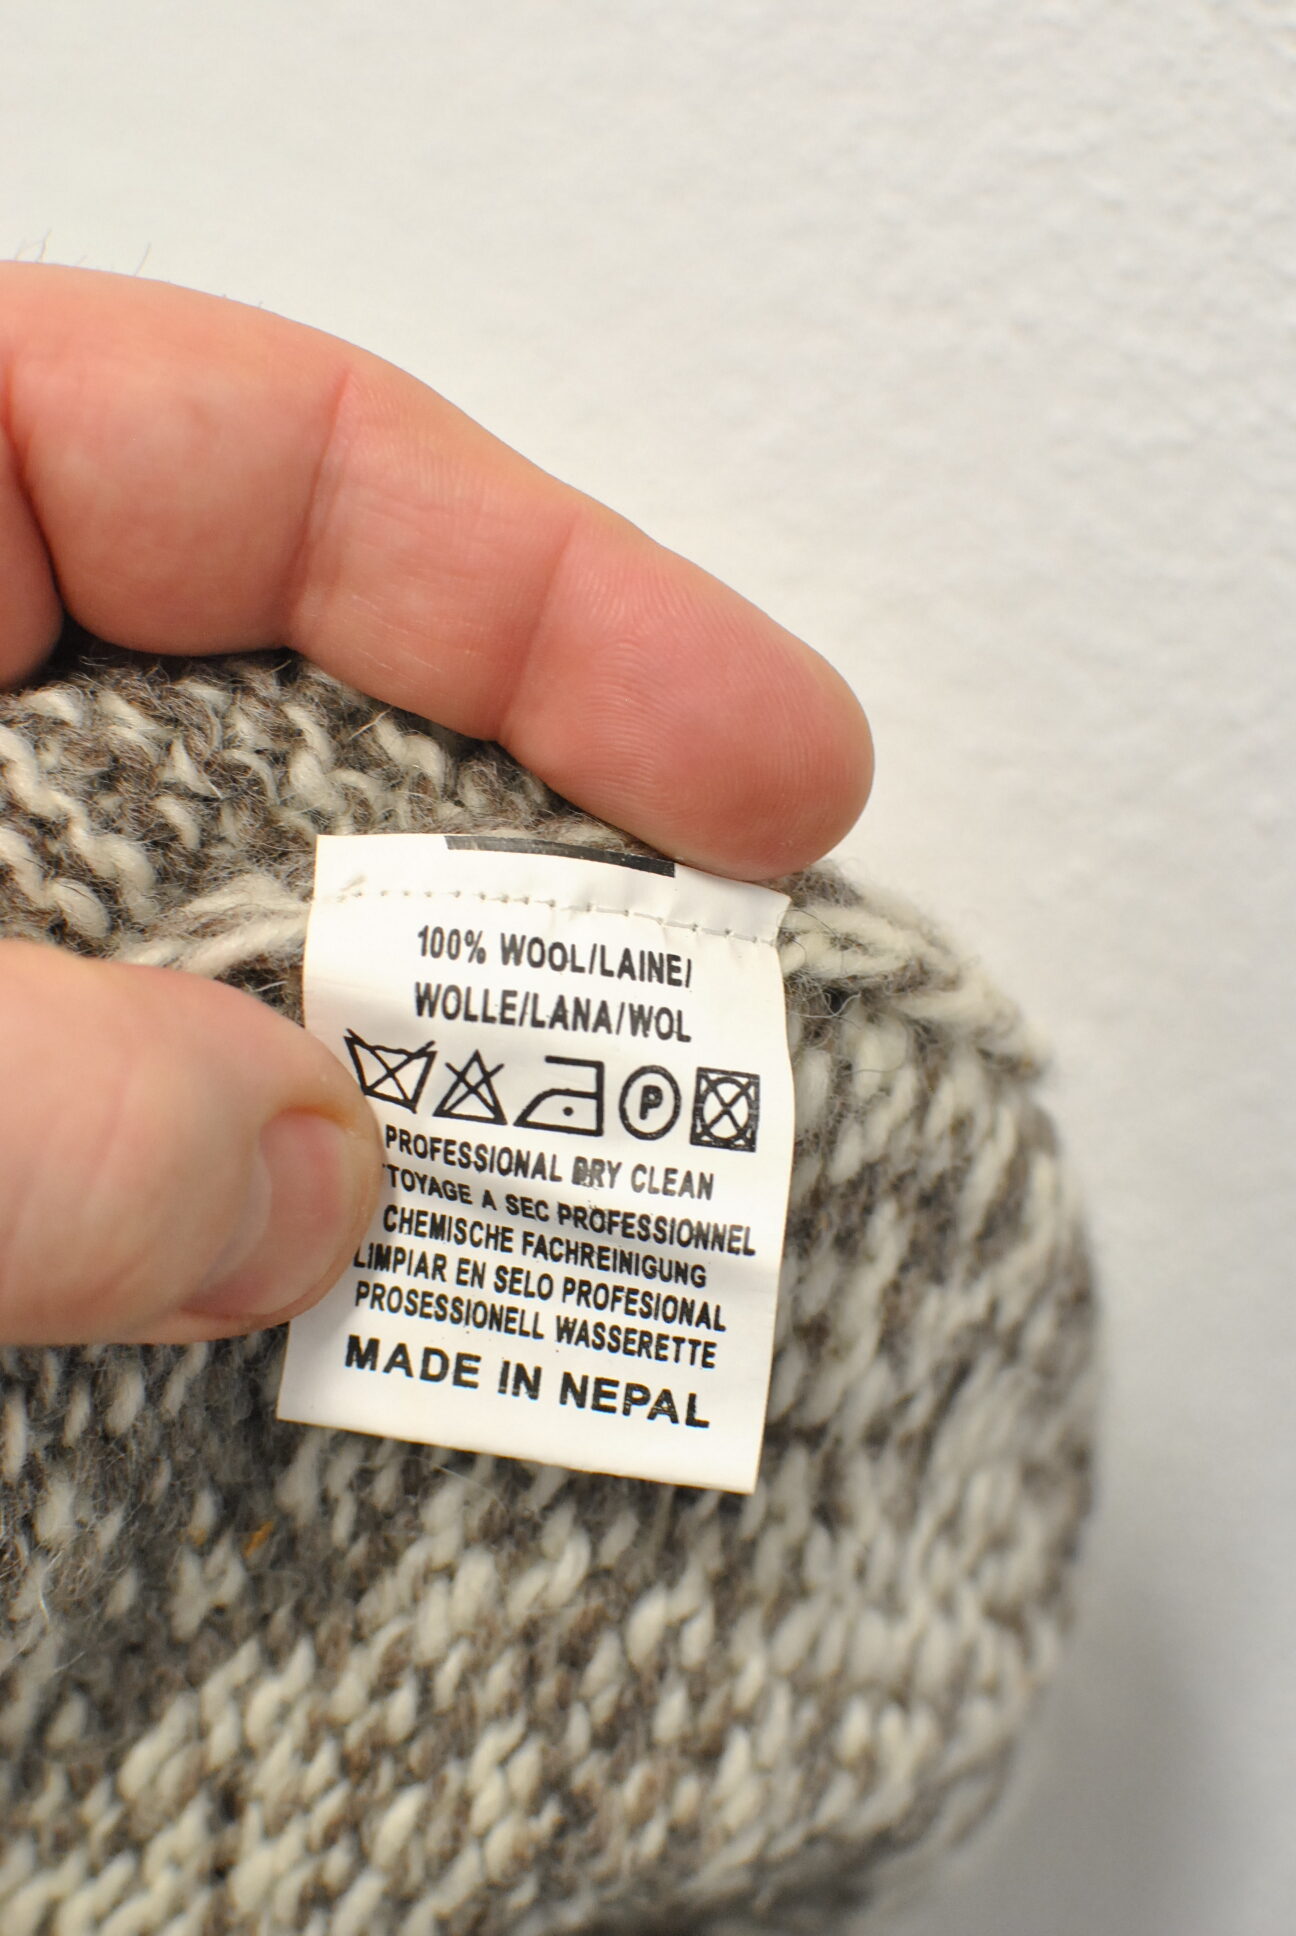 100% WOOL/LAINE/
WOLLE/LANA/WOL
P
PROFESSIONAL DRY CLEAN
TOYAGE A SEC PROFESSIONNEL
CHEMISCHE FACHREINIGUNG
LIMPIAR EN SELO PROFESIONAL
PROSESSIONELL WASSERETTE
MADE IN NEPAL